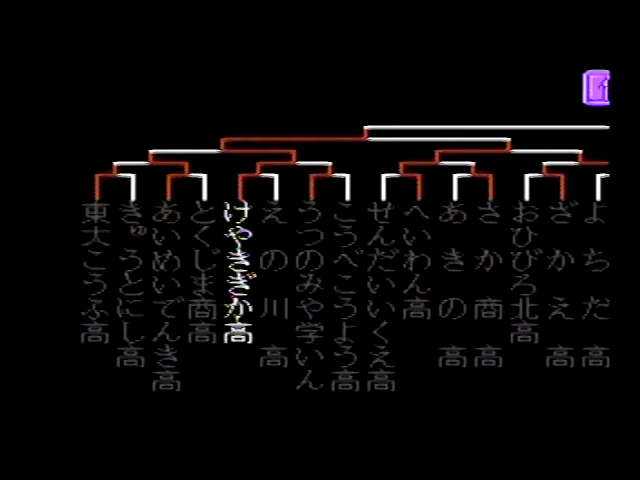 東大こうふ高
きゅうとにし高
あいめいでんき高
とくしま商高
けやきぎか高
えの川高
うつのみや学いん
こうべこうよう高
せんだいいくえ高
へいわん高
あきの高
さか商高
おひびろ北高
ざかえ高
よちだ高